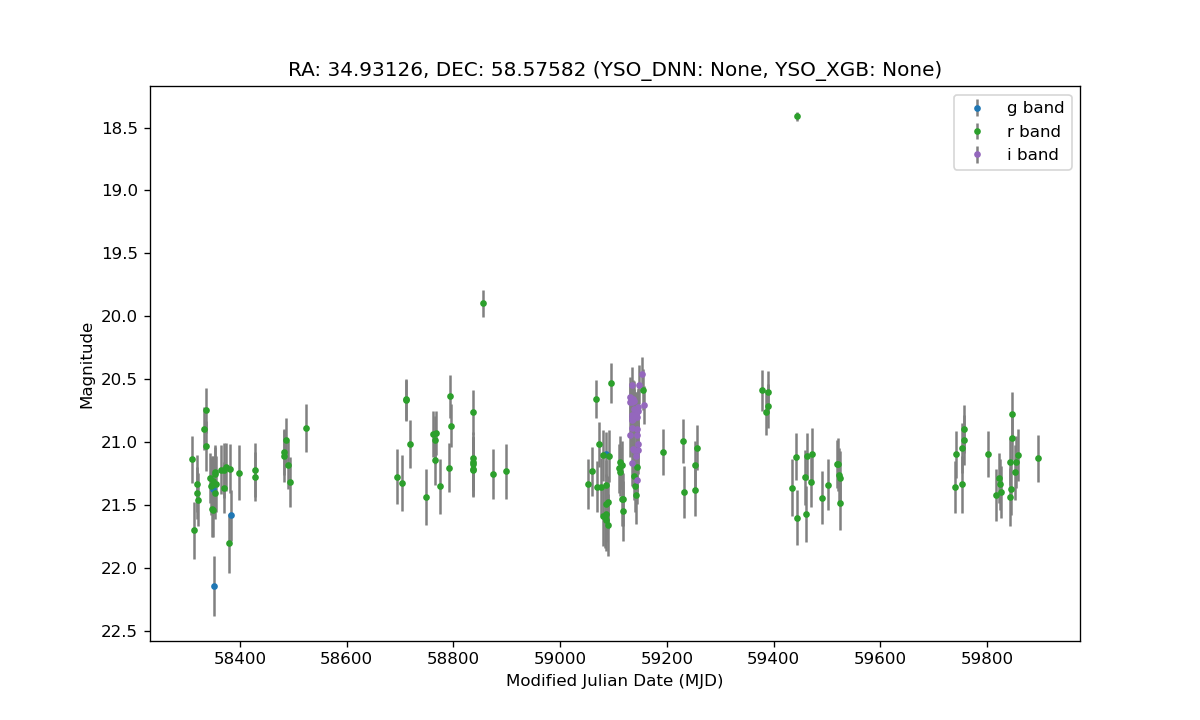 RA: 34.93126, DEC: 58.57582 (YSO_DNN: None, YSO_XGB: None)
g band
r band
i band
18.5
19.0
19.5
20.0
20.5
21.0
21.5
22.0
22.5
Magnitude
58400 58600 58800 59000 59200 59400 59600 59800
Modified Julian Date (MJD)